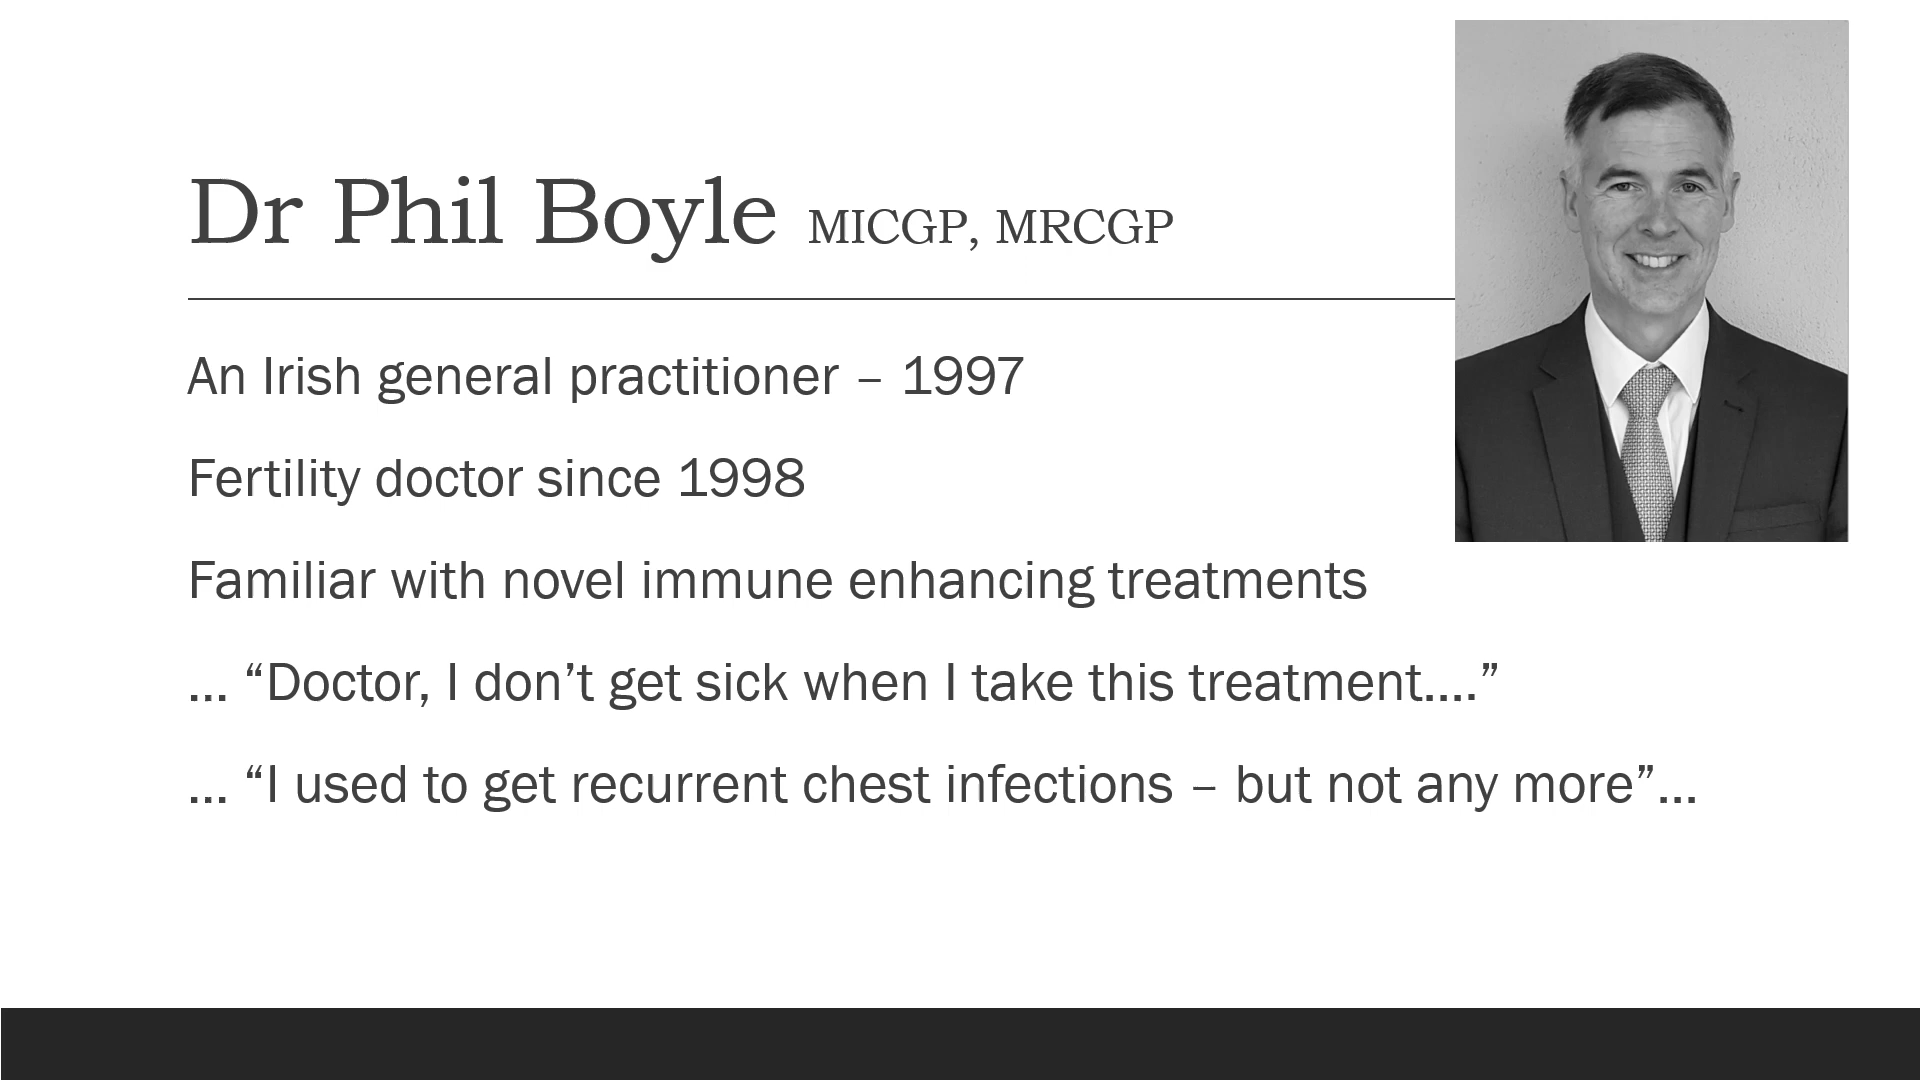 Dr Phil Boyle MICGP, MRCGP
An Irish general practitioner – 1997
Fertility doctor since 1998
Familiar with novel immune enhancing treatments
… “Doctor, I don’t get sick when I take this treatment….”
… “I used to get recurrent chest infections – but not any more”…